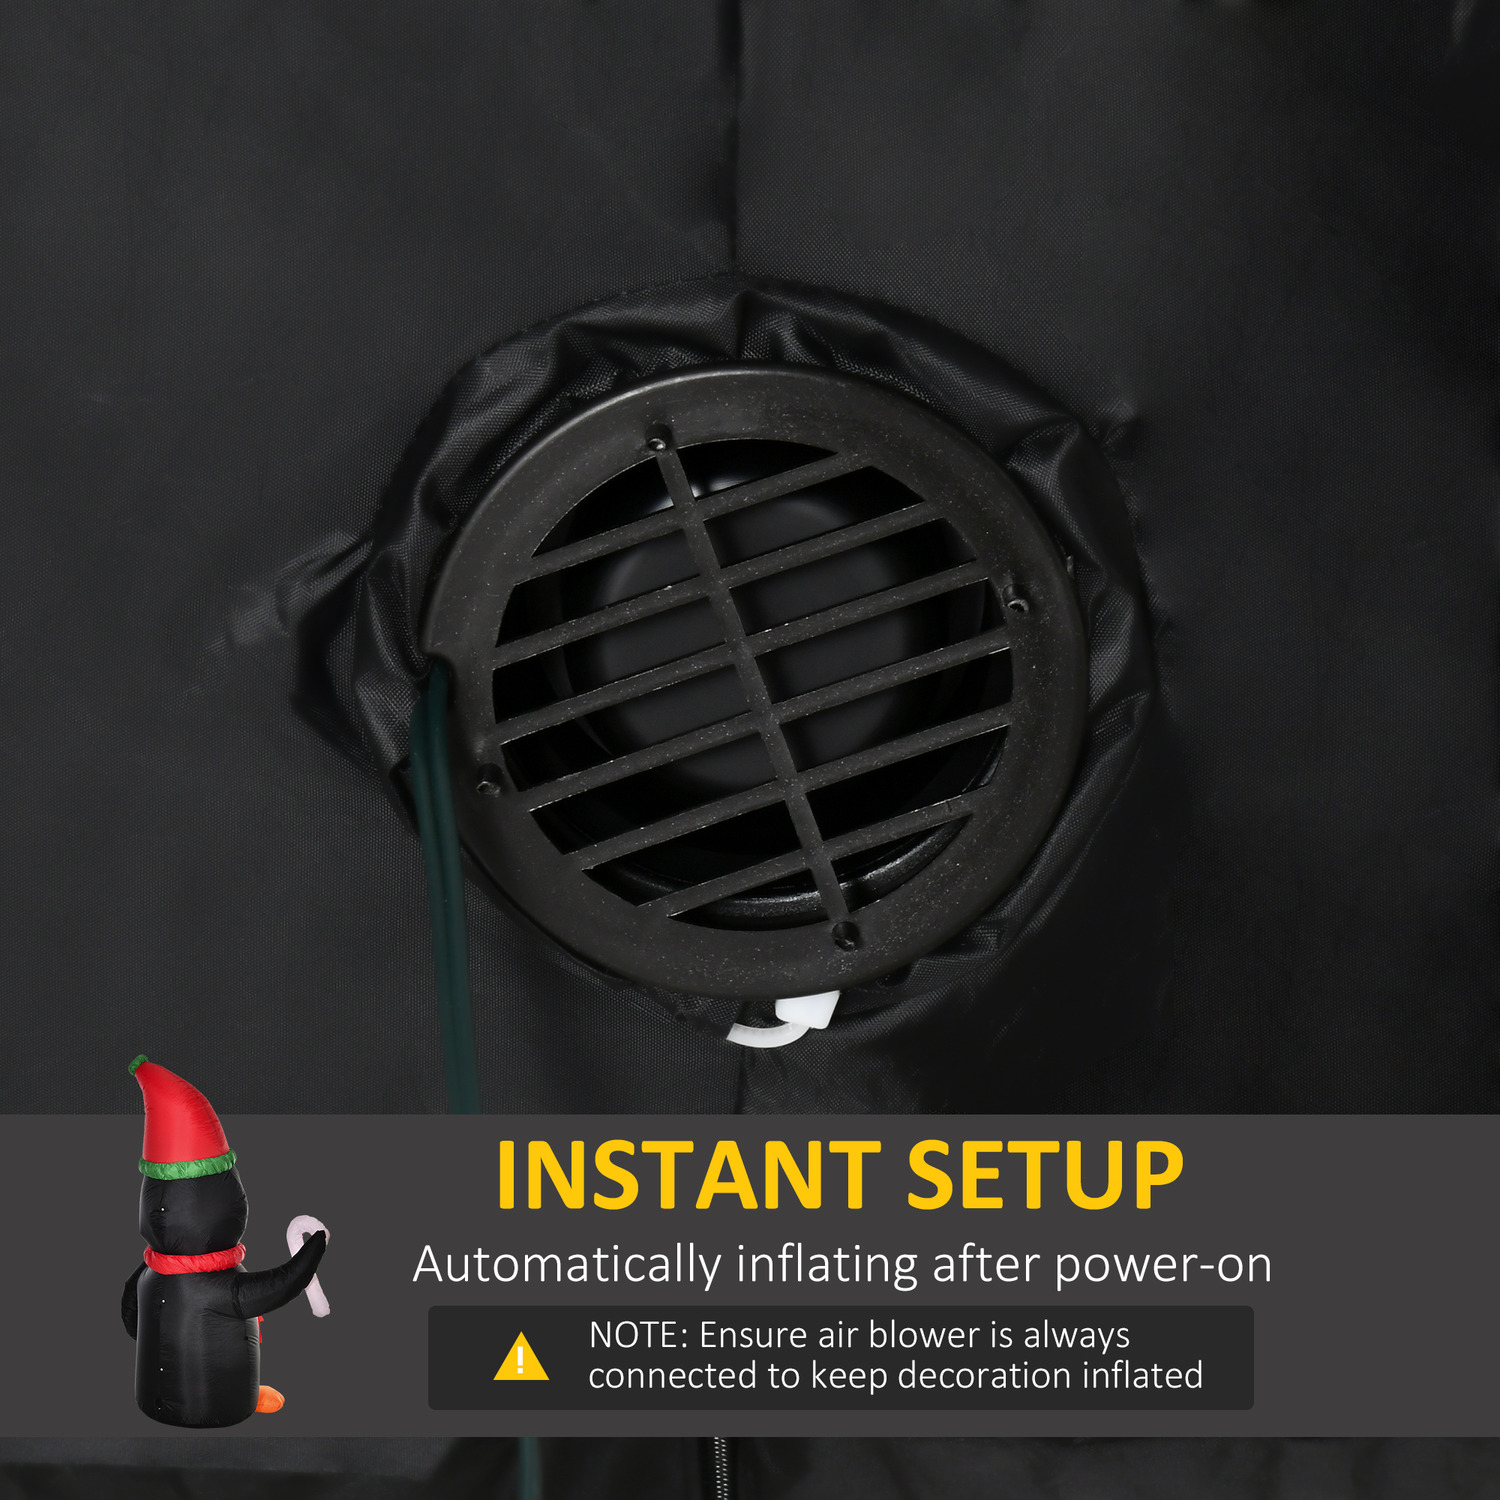 INSTANT SETUP
Automatically inflating after power-on
NOTE: Ensure air blower is always
connected to keep decoration inflated